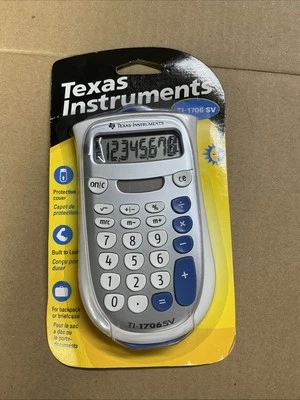 Texas
Instruments
TI-1706 SV
TEXAS INSTRUMENTS
12345678
on/c
ce
Protective
cover
Capot de
protection
√
+/-
%
÷
mrc
m-
m+
×
7
8
9
-
Built to Last
Conçu pour
durer
4
5
6
+
1
2
3
For backpack
or briefcase
0
.
=
Pour le sac
à dos ou
le porte-
documents
TI-1706SV